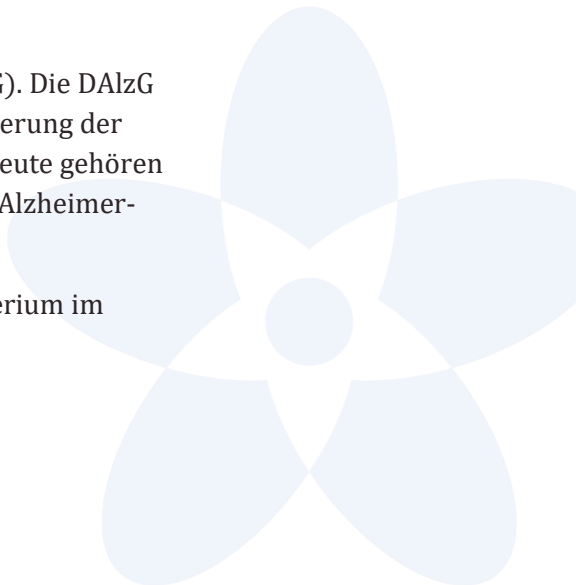 G). Die DAlzG
erung der
eute gehören
Alzheimer-
erium im